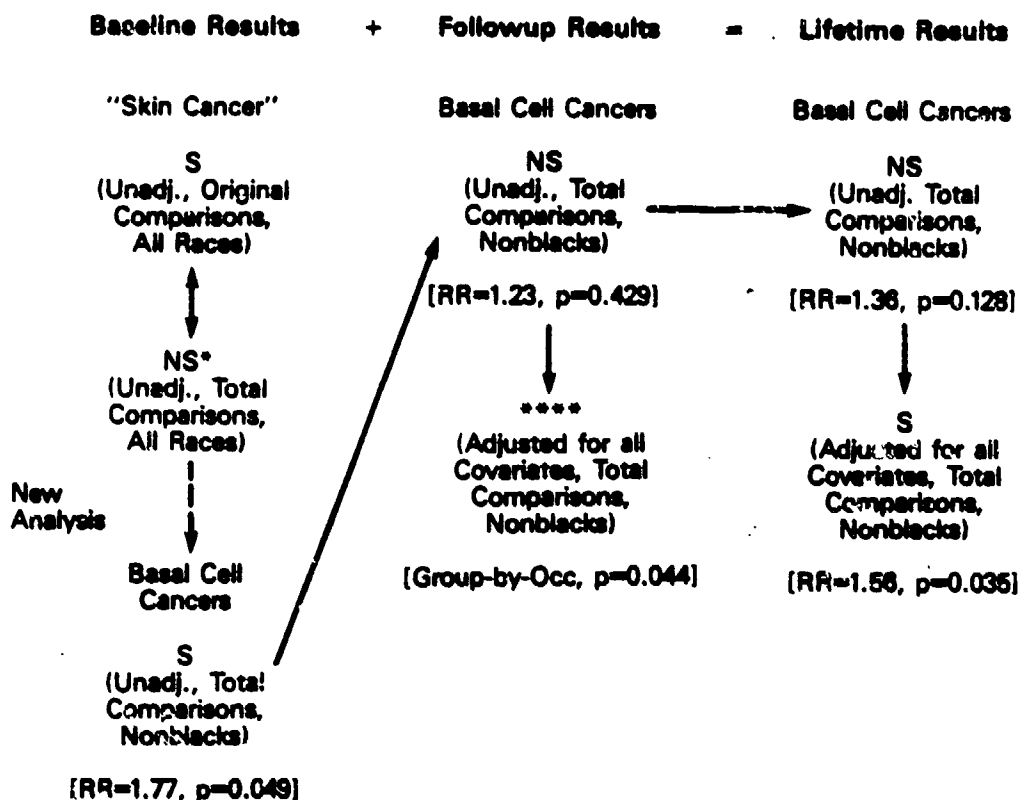 Baseline Results + Followup Results = Lifetime Results
"Skin Cancer"
S
(Unadj., Original
Comparisons,
All Races)
NS*
(Unadj., Total
Comparisons,
All Races)
New
Analysis
Basal Cell
Cancers
S
(Unadj., Total
Comparisons,
Nonblacks)
[RR=1.77, p=0.049]
Basal Cell Cancers
NS
(Unadj., Total
Comparisons,
Nonblacks)
[RR=1.23, p=0.429]
****
(Adjusted for all
Covariates, Total
Comparisons,
Nonblacks)
[Group-by-Occ, p=0.044]
Basal Cell Cancers
NS
(Unadj. Total
Comparisons,
Nonblacks)
[RR=1.36, p=0.128]
S
(Adjusted for all
Covariates, Total
Comparisons,
Nonblacks)
[RR=1.56, p=0.035]